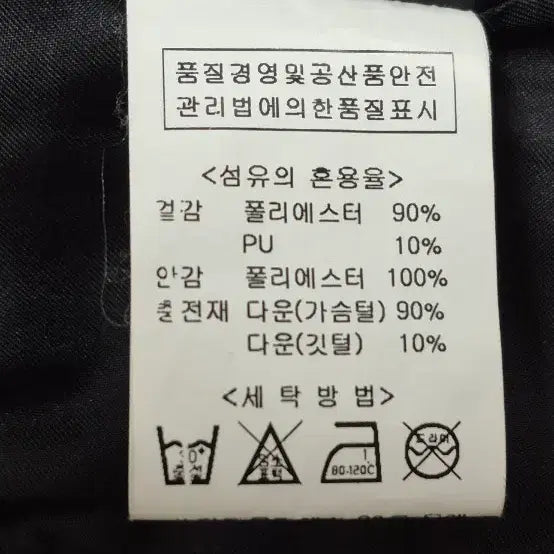 품질경영및공산품안전
관리법에의한품질표시
<섬유의 혼용율>
겉감 폴리에스터 90%
PU 10%
안감 폴리에스터 100%
충전재 다운(가슴털) 90%
다운(깃털) 10%
<세 탁 방 법>
80-120C
드라이